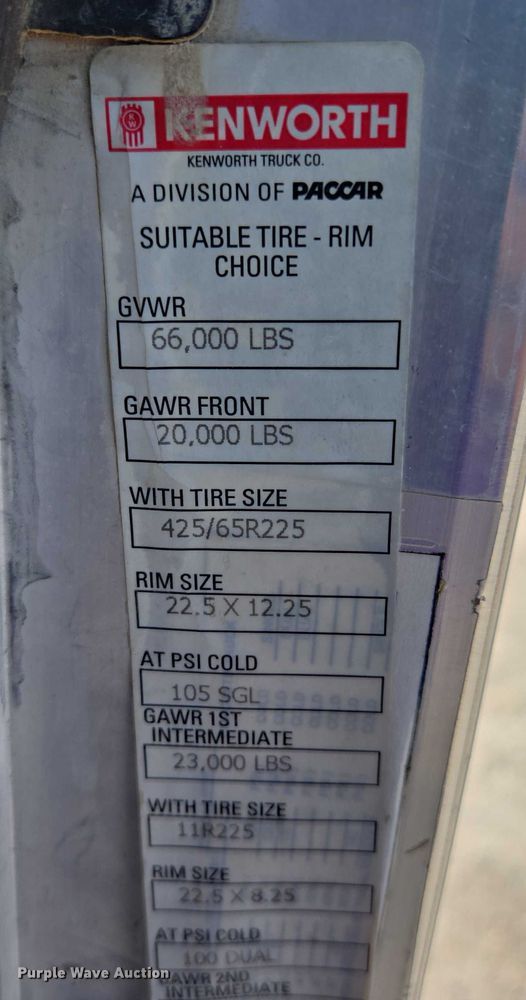 KENWORTH
KENWORTH TRUCK CO.
A DIVISION OF PACCAR
SUITABLE TIRE - RIM
CHOICE
GVWR
66,000 LBS
GAWR FRONT
20,000 LBS
WITH TIRE SIZE
425/65R225
RIM SIZE
22.5 X 12.25
AT PSI COLD
105 SGL
GAWR 1ST
INTERMEDIATE
23,000 LBS
WITH TIRE SIZE
11R225
RIM SIZE
22.5 X 8.25
AT PSI COLD
100 DUAL
GAWR 2ND
INTERMEDIATE
Purple Wave Auction